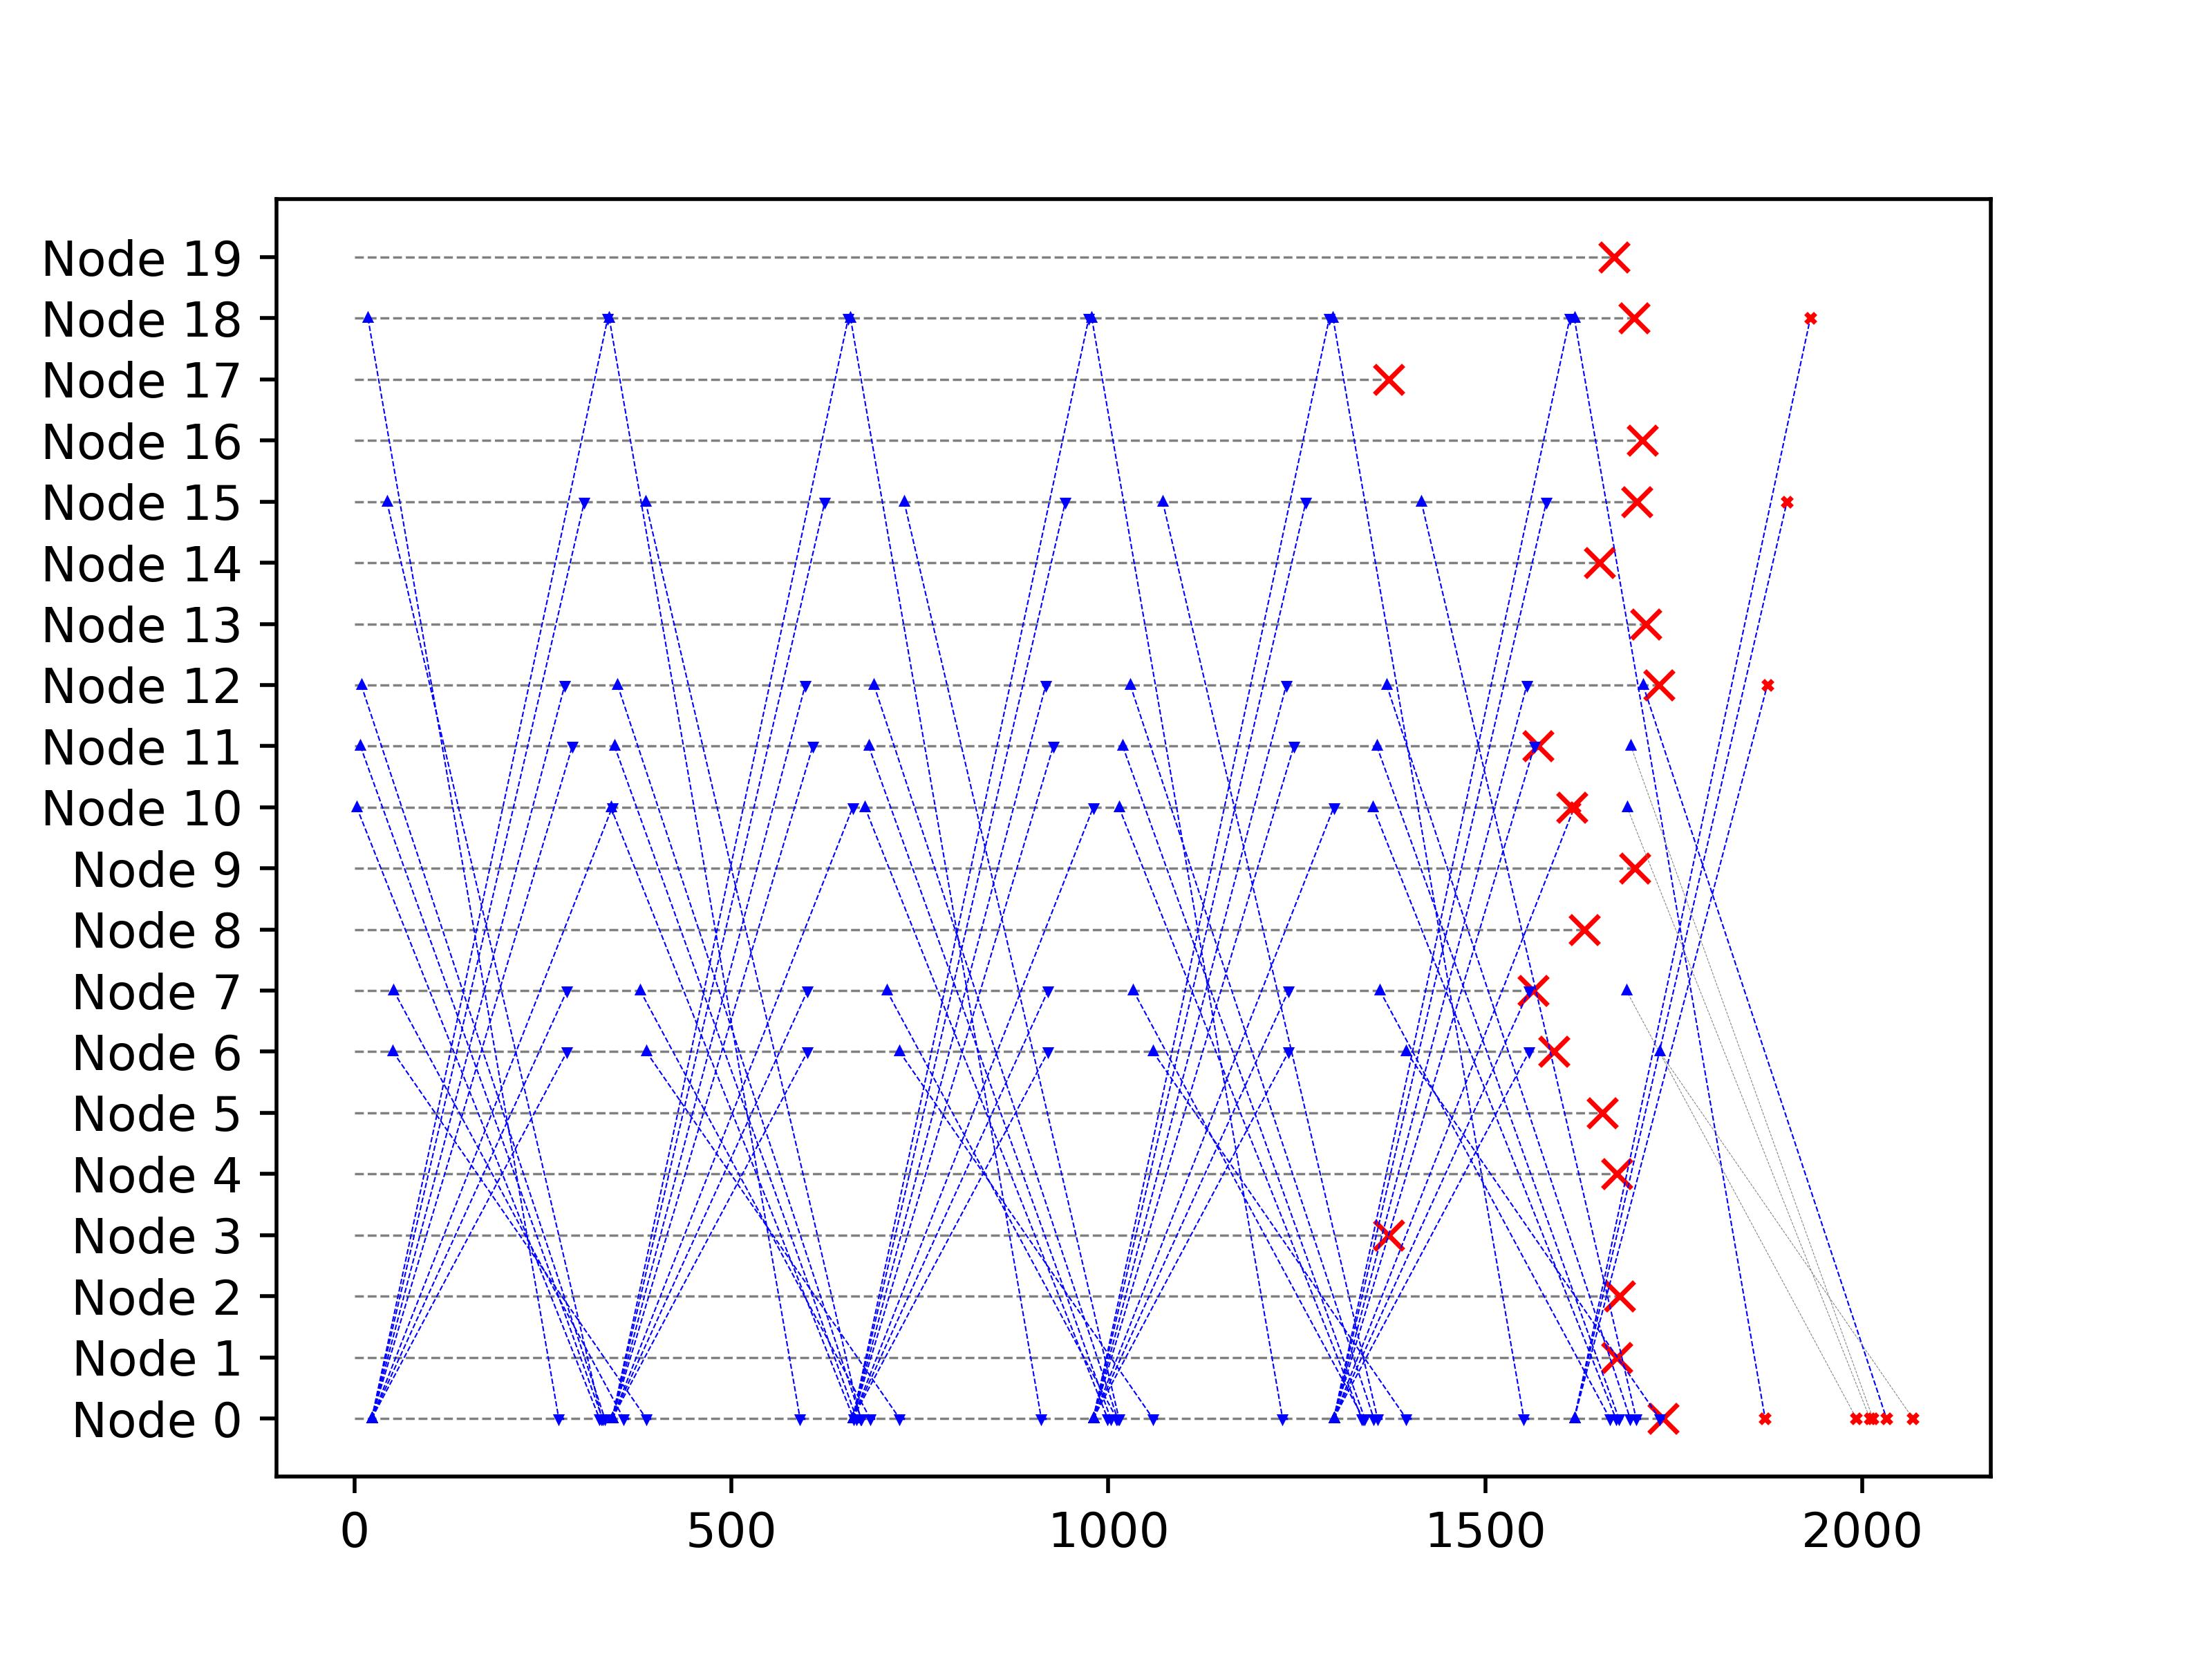 Node 19
Node 18
Node 17
Node 16
Node 15
Node 14
Node 13
Node 12
Node 11
Node 10
Node 9
Node 8
Node 7
Node 6
Node 5
Node 4
Node 3
Node 2
Node 1
Node 0
0 500 1000 1500 2000